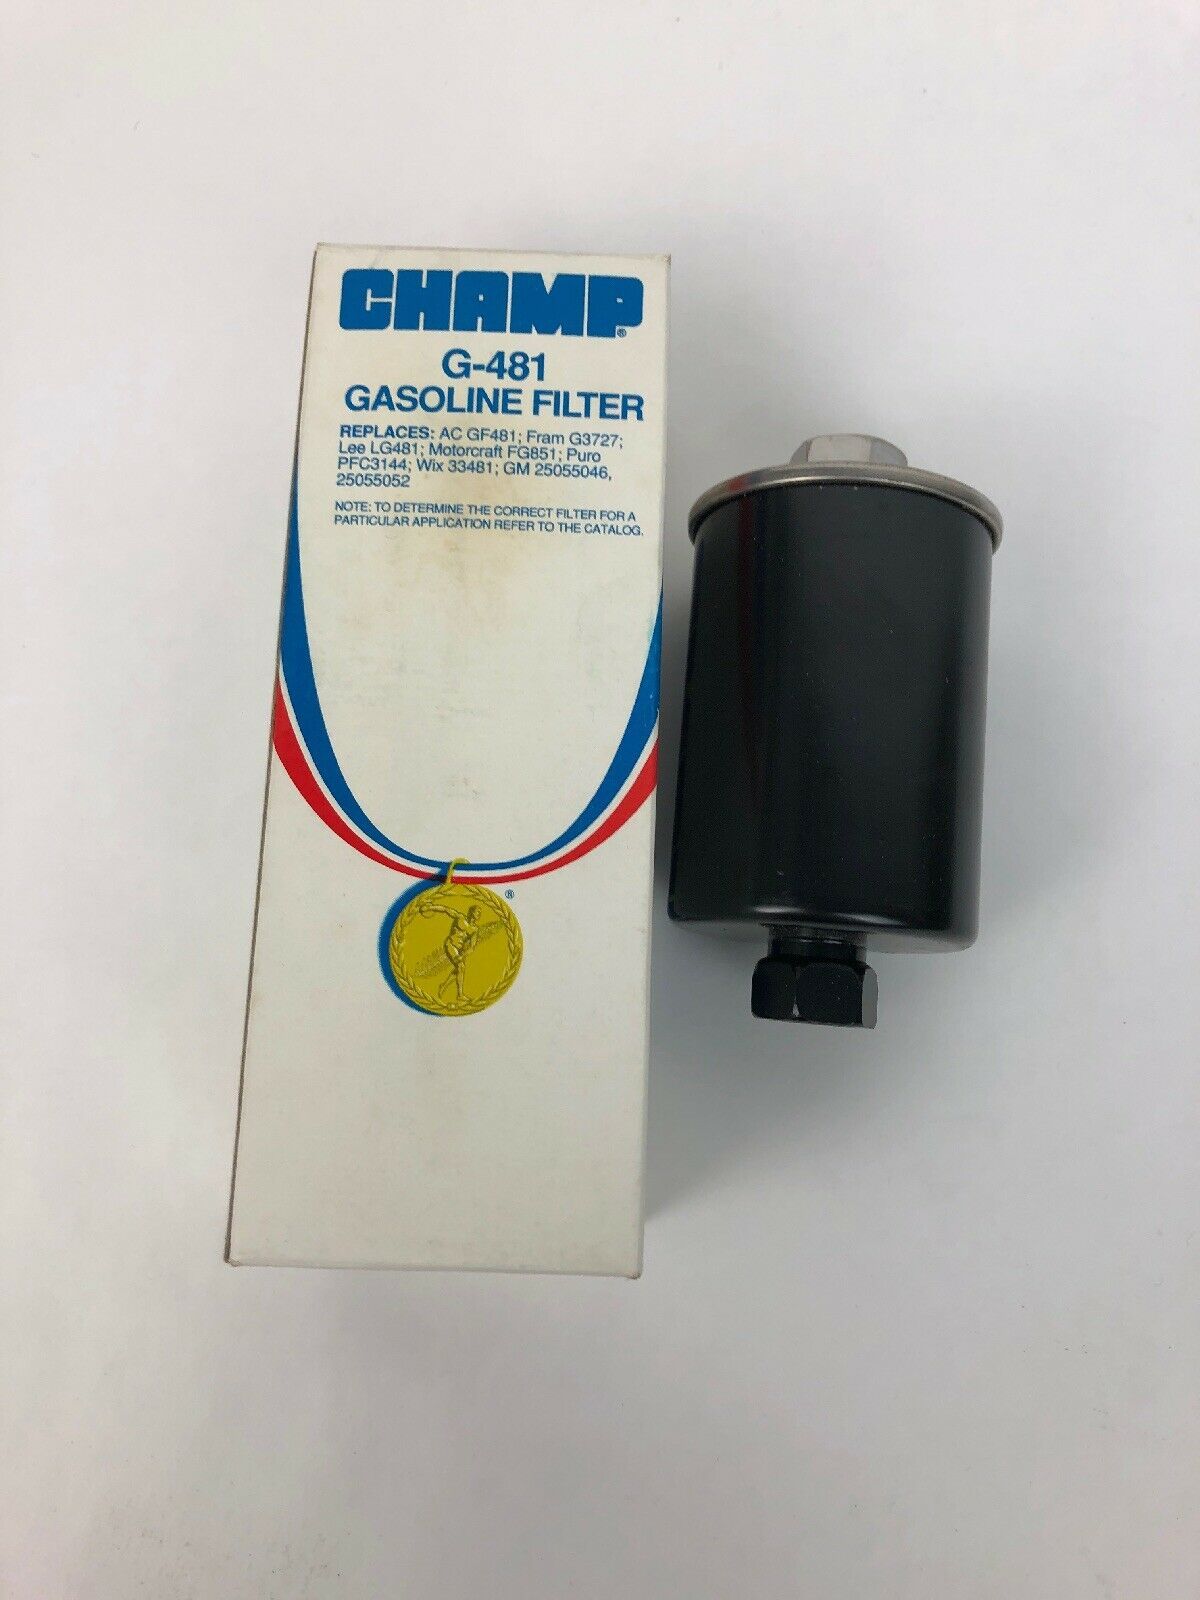 CHAMP®
G-481
GASOLINE FILTER
REPLACES: AC GF481; Fram G3727;
Lee LG481; Motorcraft FG851; Puro
PFC3144; Wix 33481; GM 25055046,
25055052
NOTE: TO DETERMINE THE CORRECT FILTER FOR A
PARTICULAR APPLICATION REFER TO THE CATALOG.
®